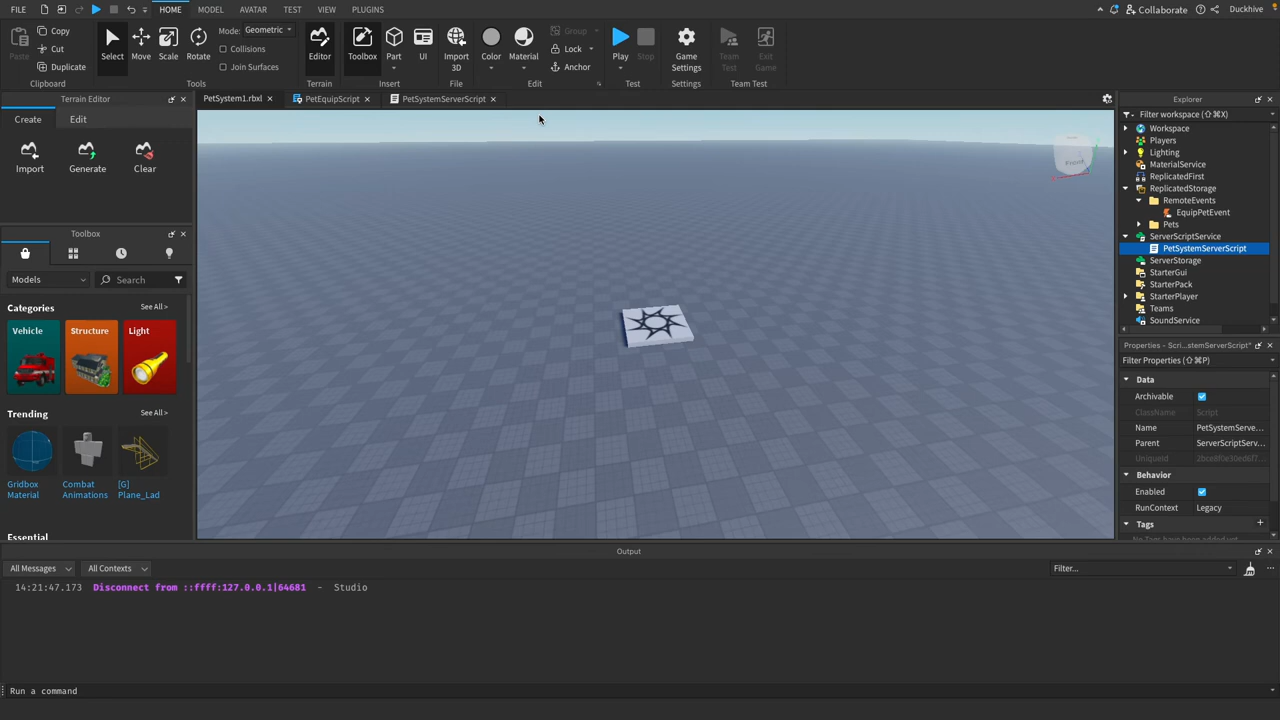 FILE
HOME
MODEL
AVATAR
TEST
VIEW
PLUGINS
Collaborate
Duckhive
Paste
Copy
Cut
Duplicate
Clipboard
Select
Move
Scale
Rotate
Mode: Geometric
Collisions
Join Surfaces
Tools
Editor
Terrain
Toolbox
Part
UI
Insert
Import
3D
File
Color
Material
Group
Lock
Anchor
Edit
Play
Stop
Test
Game
Settings
Settings
Team
Test
Exit
Game
Team Test
Terrain Editor
PetSystem1.rbxl
PetEquipScript
PetSystemServerScript
Create
Edit
Import
Generate
Clear
Toolbox
Models
Search
Categories
See All >
Vehicle
Structure
Light
Trending
See All >
Gridbox
Material
Combat
Animations
[G]
Plane_Lad
Essential
Front
Explorer
Filter workspace (⇧⌘X)
Workspace
Players
Lighting
MaterialService
ReplicatedFirst
ReplicatedStorage
RemoteEvents
EquipPetEvent
Pets
ServerScriptService
PetSystemServerScript
ServerStorage
StarterGui
StarterPack
StarterPlayer
Teams
SoundService
Properties - Scri...stemServerScript"
Filter Properties (⇧⌘P)
Data
Archivable
ClassName Script
Name PetSystemServe...
Parent ServerScriptServ...
UniqueId
Behavior
Enabled
RunContext Legacy
Tags
Output
All Messages
All Contexts
Filter...
14:21:47.173 Disconnect from ::ffff:127.0.0.1|64681 - Studio
Run a command